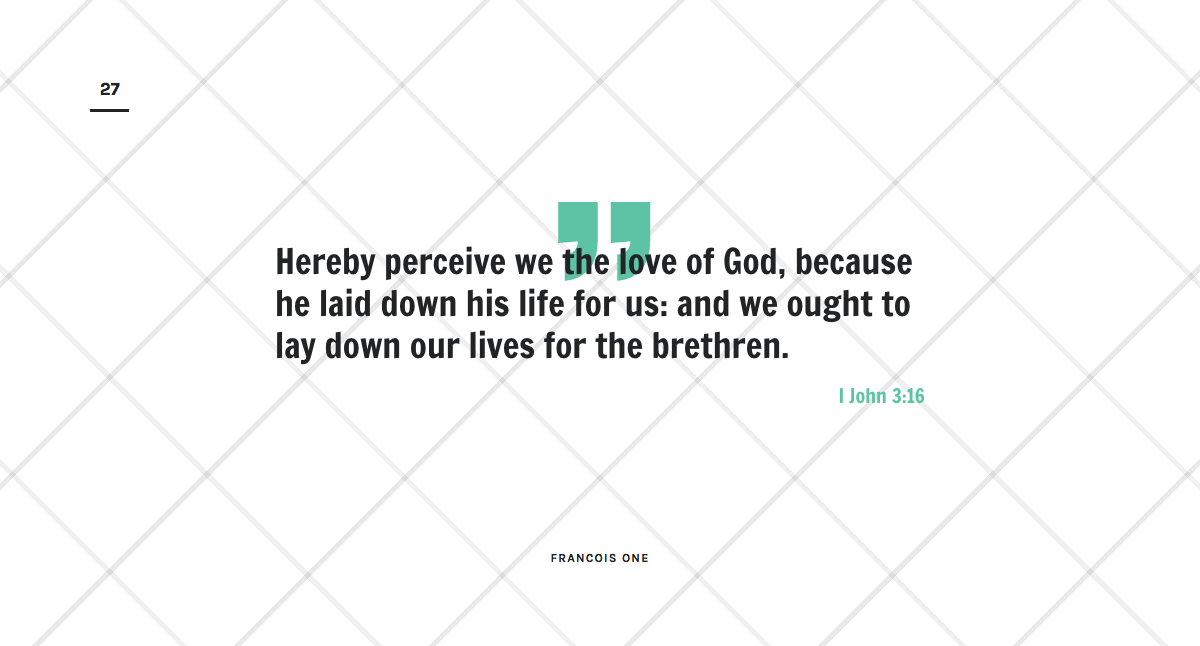 27
”
Hereby perceive we the love of God, because
he laid down his life for us: and we ought to
lay down our lives for the brethren.
I John 3:16
FRANCOIS ONE